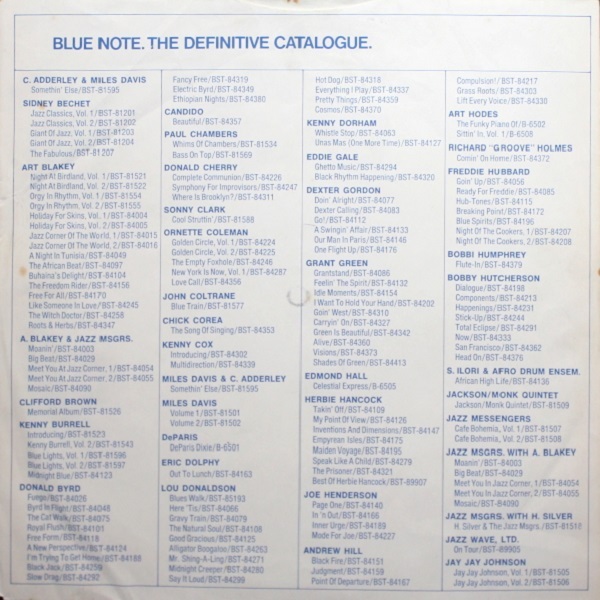 BLUE NOTE. THE DEFINITIVE CATALOGUE.
C. ADDERLEY & MILES DAVIS
Somethin' Else/BST-81595
SIDNEY BECHET
Jazz Classics, Vol. 1/BST-81201
Jazz Classics, Vol. 2/BST-81202
Giant Of Jazz, Vol. 1/BST-81203
Giant Of Jazz, Vol. 2/BST-81204
The Fabulous/BST-81207
ART BLAKEY
Night At Birdland, Vol. 1/BST-81521
Night At Birdland, Vol. 2/BST-81522
Orgy In Rhythm, Vol. 1/BST-81554
Orgy In Rhythm, Vol. 2/BST-81555
Holiday For Skins, Vol. 1/BST-84004
Holiday For Skins, Vol. 2/BST-84005
Jazz Corner Of The World, 1/BST-84015
Jazz Corner Of The World, 2/BST-84016
A Night In Tunisia/BST-84049
The African Beat/BST-84097
Buhaina's Delight/BST-84104
The Freedom Rider/BST-84156
Free For All/BST-84170
Like Someone In Love/BST-84245
The Witch Doctor/BST-84258
Roots & Herbs/BST-84347
A. BLAKEY & JAZZ MSGRS.
Moanin'/BST-84003
Big Beat/BST-84029
Meet You At Jazz Corner, 1/BST-84054
Meet You At Jazz Corner, 2/BST-84055
Mosaic/BST-84090
CLIFFORD BROWN
Memorial Album/BST-81526
KENNY BURRELL
Introducing/BST-81523
Kenny Burrell, Vol. 2/BST-81543
Blue Lights, Vol. 1/BST-81596
Blue Lights, Vol. 2/BST-81597
Midnight Blue/BST-84123
DONALD BYRD
Fuego/BST-84026
Byrd In Flight/BST-84048
The Cat Walk/BST-84075
Royal Flush/BST-84101
Free Form/BST-84118
A New Perspective/BST-84124
I'm Trying To Get Home/BST-84188
Black Jack/BST-84259
Slow Drag/BST-84292
Fancy Free/BST-84319
Electric Byrd/BST-84349
Ethiopian Nights/BST-84380
CANDIDO
Beautiful/BST-84357
PAUL CHAMBERS
Whims Of Chambers/BST-81534
Bass On Top/BST-81569
DONALD CHERRY
Complete Communion/BST-84226
Symphony For Improvisors/BST-84247
Where Is Brooklyn?/BST-84311
SONNY CLARK
Cool Struttin'/BST-81588
ORNETTE COLEMAN
Golden Circle, Vol. 1/BST-84224
Golden Circle, Vol. 2/BST-84225
The Empty Foxhole/BST-84246
New York Is Now, Vol. 1/BST-84287
Love Call/BST-84356
JOHN COLTRANE
Blue Train/BST-81577
CHICK COREA
The Song Of Singing/BST-84353
KENNY COX
Introducing/BST-84302
Multidirection/BST-84339
MILES DAVIS & C. ADDERLEY
Somethin' Else/BST-81595
MILES DAVIS
Volume 1/BST-81501
Volume 2/BST-81502
DePARIS
DeParis Dixie/B-6501
ERIC DOLPHY
Out To Lunch/BST-84163
LOU DONALDSON
Blues Walk/BST-81593
Here 'Tis/BST-84066
Gravy Train/BST-84079
The Natural Soul/BST-84108
Good Gracious/BST-84125
Alligator Boogaloo/BST-84263
Mr. Shing-A-Ling/BST-84271
Midnight Creeper/BST-84280
Say It Loud/BST-84299
Hot Dog/BST-84318
Everything I Play/BST-84337
Pretty Things/BST-84359
Cosmos/BST-84370
KENNY DORHAM
Whistle Stop/BST-84063
Unas Mas (One More Time)/BST-84127
EDDIE GALE
Ghetto Music/BST-84294
Black Rhythm Happening/BST-84320
DEXTER GORDON
Doin' Alright/BST-84077
Dexter Calling/BST-84083
Go!/BST-84112
A Swingin' Affair/BST-84133
Our Man In Paris/BST-84146
One Flight Up/BST-84176
GRANT GREEN
Grantstand/BST-84086
Feelin' The Spirit/BST-84132
Idle Moments/BST-84154
I Want To Hold Your Hand/BST-84202
Goin' West/BST-84310
Carryin' On/BST-84327
Green Is Beautiful/BST-84342
Alive/BST-84360
Visions/BST-84373
Shades Of Green/BST-84413
EDMOND HALL
Celestial Express/B-6505
HERBIE HANCOCK
Takin' Off/BST-84109
My Point Of View/BST-84126
Inventions And Dimensions/BST-84147
Empyrean Isles/BST-84175
Maiden Voyage/BST-84195
Speak Like A Child/BST-84279
The Prisoner/BST-84321
Best Of Herbie Hancock/BST-89907
JOE HENDERSON
Page One/BST-84140
In 'n Out/BST-84166
Inner Urge/BST-84189
Mode For Joe/BST-84227
ANDREW HILL
Black Fire/BST-84151
Judgment/BST-84159
Point Of Departure/BST-84167
Compulsion!/BST-84217
Grass Roots/BST-84303
Lift Every Voice/BST-84330
ART HODES
The Funky Piano Of/B-6502
Sittin' In, Vol. 1/B-6508
RICHARD "GROOVE" HOLMES
Comin' On Home/BST-84372
FREDDIE HUBBARD
Goin' Up/BST-84056
Ready For Freddie/BST-84085
Hub-Tones/BST-84115
Breaking Point/BST-84172
Blue Spirits/BST-84196
Night Of The Cookers, 1/BST-84207
Night Of The Cookers, 2/BST-84208
BOBBI HUMPHREY
Flute-In/BST-84379
BOBBY HUTCHERSON
Dialogue/BST-84198
Components/BST-84213
Happenings/BST-84231
Stick-Up!/BST-84244
Total Eclipse/BST-84291
Now/BST-84333
San Francisco/BST-84362
Head On/BST-84376
S. ILORI & AFRO DRUM ENSEM.
African High Life/BST-84136
JACKSON/MONK QUINTET
Jackson/Monk Quintet/BST-81509
JAZZ MESSENGERS
Cafe Bohemia, Vol. 1/BST-81507
Cafe Bohemia, Vol. 2/BST-81508
JAZZ MSGRS. WITH A. BLAKEY
Moanin'/BST-84003
Big Beat/BST-84029
Meet You In Jazz Corner, 1/BST-84054
Meet You In Jazz Corner, 2/BST-84055
Mosaic/BST-84090
JAZZ MSGRS. WITH H. SILVER
H. Silver & The Jazz Msgrs./BST-81518
JAZZ WAVE, LTD.
On Tour/BST-89905
JAY JAY JOHNSON
Jay Jay Johnson, Vol. 1/BST-81505
Jay Jay Johnson, Vol. 2/BST-81506